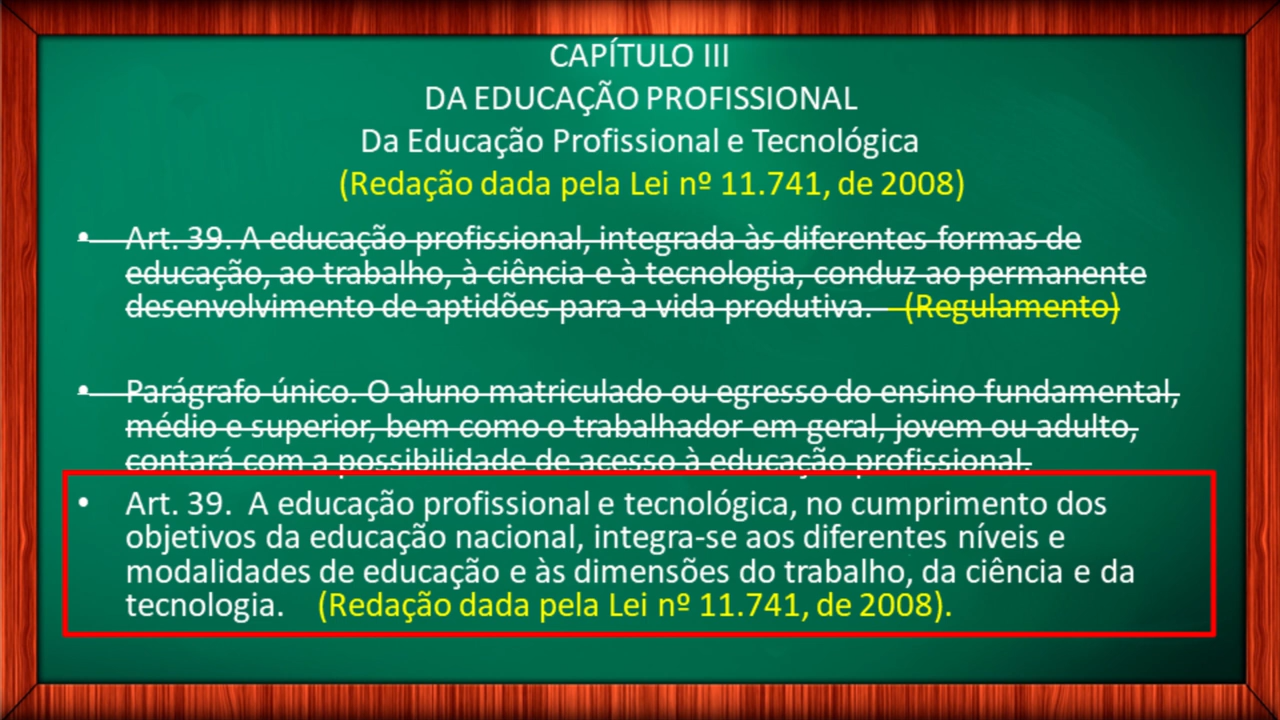 CAPÍTULO III
DA EDUCAÇÃO PROFISSIONAL
Da Educação Profissional e Tecnológica
(Redação dada pela Lei nº 11.741, de 2008)
• Art. 39. A educação profissional, integrada às diferentes formas de
educação, ao trabalho, à ciência e à tecnologia, conduz ao permanente
desenvolvimento de aptidões para a vida produtiva. (Regulamento)
• Parágrafo único. O aluno matriculado ou egresso do ensino fundamental,
médio e superior, bem como o trabalhador em geral, jovem ou adulto,
contará com a possibilidade de acesso à educação profissional.
• Art. 39. A educação profissional e tecnológica, no cumprimento dos
objetivos da educação nacional, integra-se aos diferentes níveis e
modalidades de educação e às dimensões do trabalho, da ciência e da
tecnologia. (Redação dada pela Lei nº 11.741, de 2008).